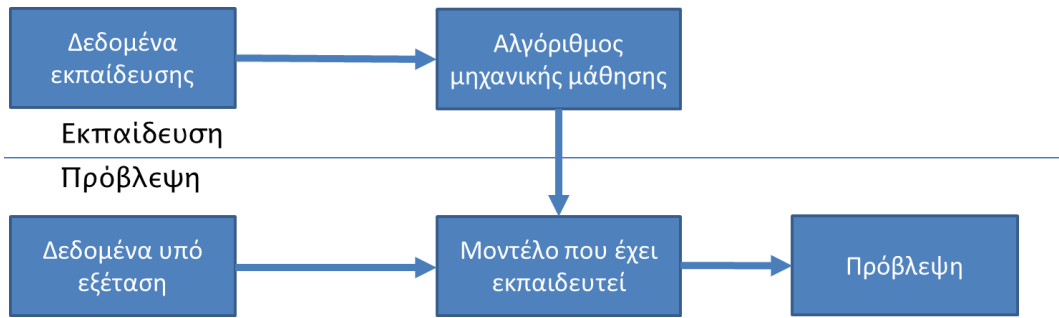 Δεδομένα
εκπαίδευσης
Αλγόριθμος
μηχανικής μάθησης
Εκπαίδευση
Πρόβλεψη
Δεδομένα υπό
εξέταση
Μοντέλο που έχει
εκπαιδευτεί
Πρόβλεψη